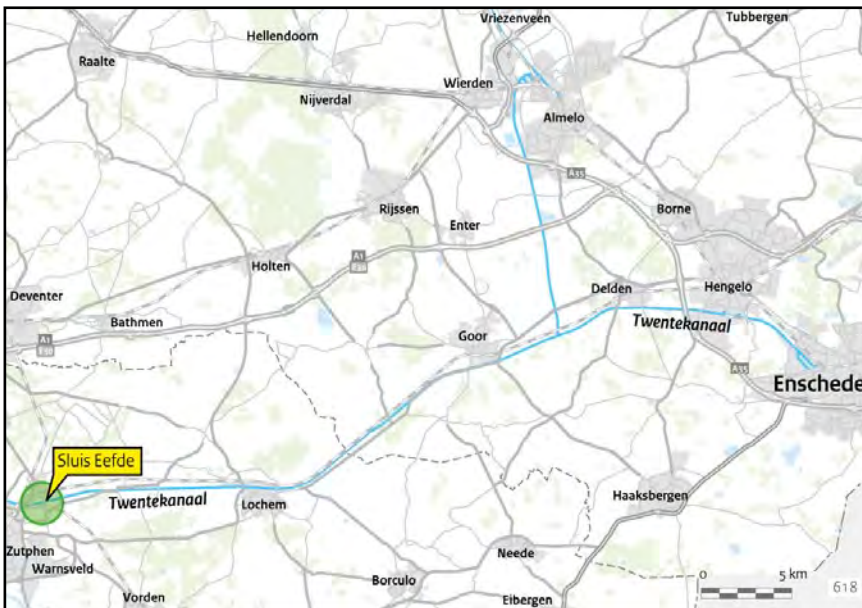 Vriezenveen
Tubbergen
Hellendoorn
Raalte
Wierden
Nijverdal
Almelo
A35
Rijssen
Borne
Enter
A1
E30
Holten
Deventer
Delden
Hengelo
Bathmen
Twentekanaal
A1
E30
Goor
A35
Enschede
Sluis Eefde
Twentekanaal
Lochem
Haaksbergen
Zutphen
Neede
Warnsveld
Borculo
0 5 km
618
Vorden
Eibergen